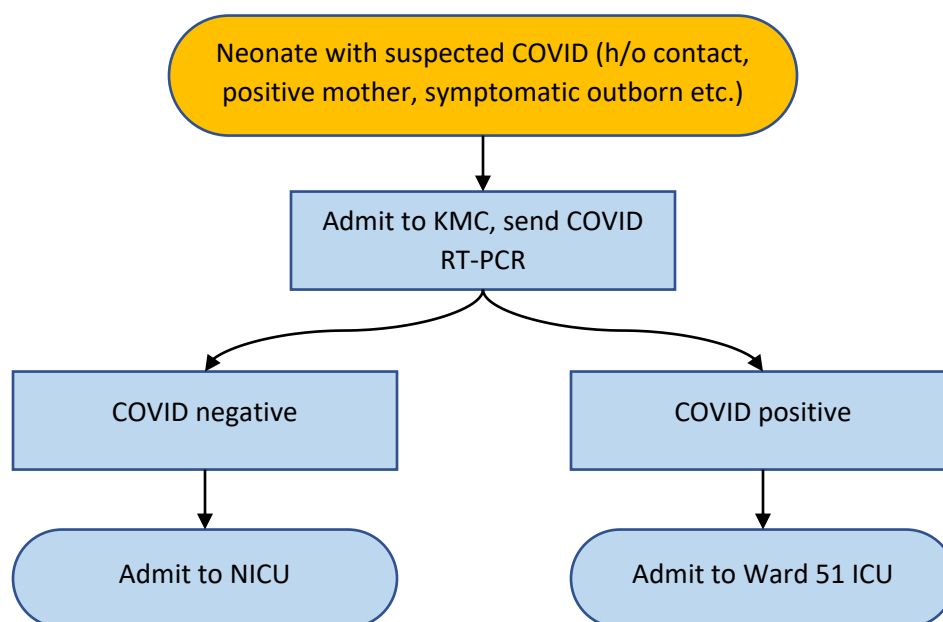 Neonate with suspected COVID (h/o contact,
positive mother, symptomatic outborn etc.)
Admit to KMC, send COVID
RT-PCR
COVID negative
COVID positive
Admit to NICU
Admit to Ward 51 ICU